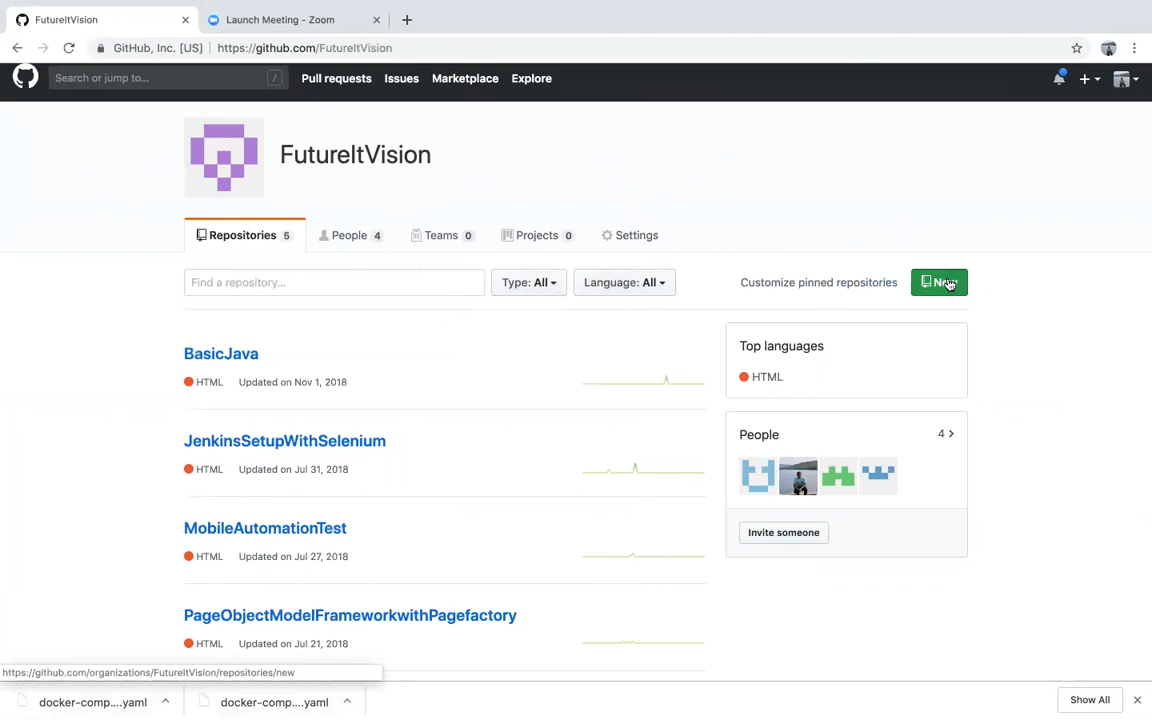 FutureItVision
Launch Meeting - Zoom
GitHub, Inc. [US]
https://github.com/FutureItVision
Search or jump to...
/
Pull requests
Issues
Marketplace
Explore
FutureItVision
Repositories 5
People 4
Teams 0
Projects 0
Settings
Find a repository...
Type: All
Language: All
Customize pinned repositories
BasicJava
HTML Updated on Nov 1, 2018
JenkinsSetupWithSelenium
HTML Updated on Jul 31, 2018
MobileAutomationTest
HTML Updated on Jul 27, 2018
PageObjectModelFrameworkwithPagefactory
HTML Updated on Jul 21, 2018
Top languages
HTML
People 4
Invite someone
https://github.com/organizations/FutureItVision/repositories/new
docker-comp....yaml
docker-comp....yaml
Show All